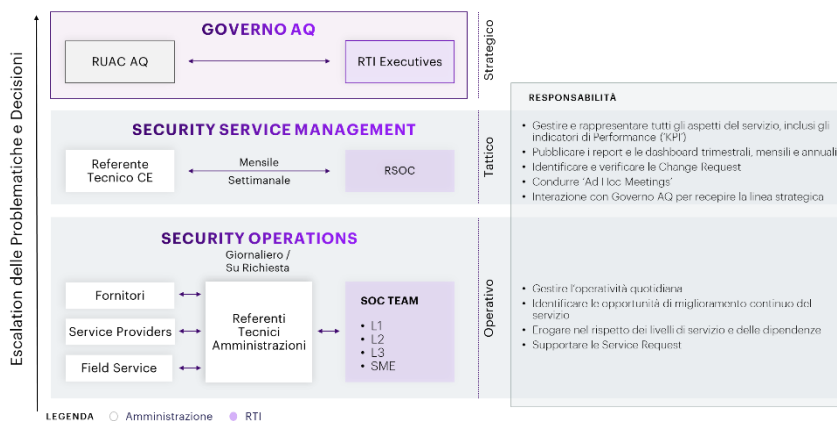 Escalation delle Problematiche e Decisioni
GOVERNO AQ
RUAC AQ
RTI Executives
Strategico
SECURITY SERVICE MANAGEMENT
Referente
Tecnico CE
Mensile
Settimanale
RSOC
Tattico
SECURITY OPERATIONS
Giornaliero /
Su Richiesta
Fornitori
Service Providers
Field Service
Referenti
Tecnici
Amministrazioni
SOC TEAM
• L1
• L2
• L3
• SME
Operativo
RESPONSABILITÀ
• Gestire e rappresentare tutti gli aspetti del servizio, inclusi gli
indicatori di Performance ('KPI')
• Pubblicare i report e le dashboard trimestrali, mensili e annuali
• Identificare e verificare le Change Request
• Condurre 'Ad Hoc Meetings'
• Interazione con Governo AQ per recepire la linea strategica
• Gestire l'operatività quotidiana
• Identificare le opportunità di miglioramento continuo del
servizio
• Erogare nel rispetto dei livelli di servizio e delle dipendenze
• Supportare le Service Request
LEGENDA Amministrazione RTI